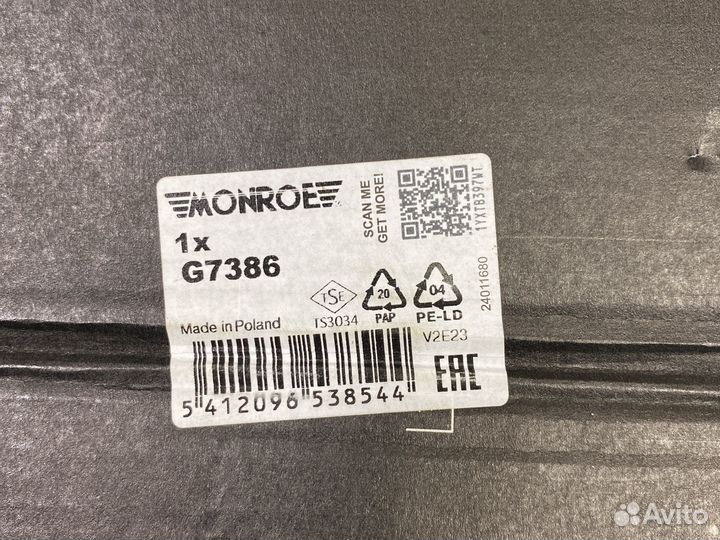 MONROE
SCAN ME
GET MORE!
1YXTB397WT
1x
G7386
24011680
TSE
20
04
Made in Poland
TS3034
PAP
PE-LD
V2E23
EAC
5 412096 538544
Avito